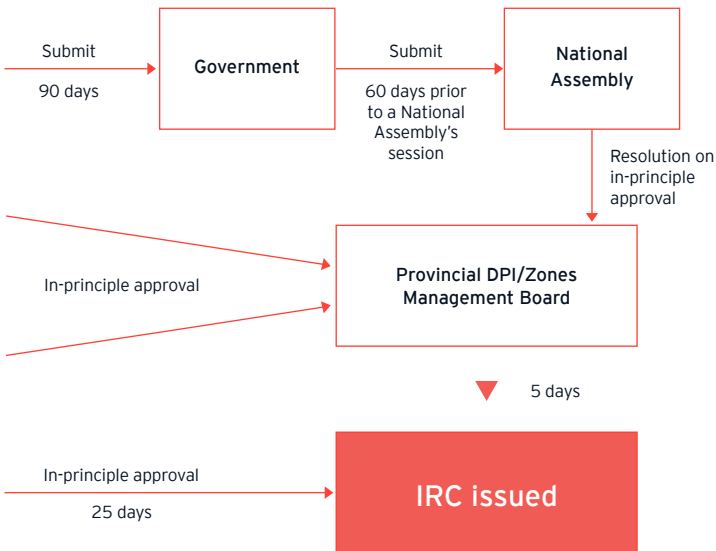 Submit
90 days
Government
Submit
60 days prior
to a National
Assembly's
session
National
Assembly
Resolution on
in-principle
approval
In-principle approval
Provincial DPI/Zones
Management Board
5 days
In-principle approval
25 days
IRC issued